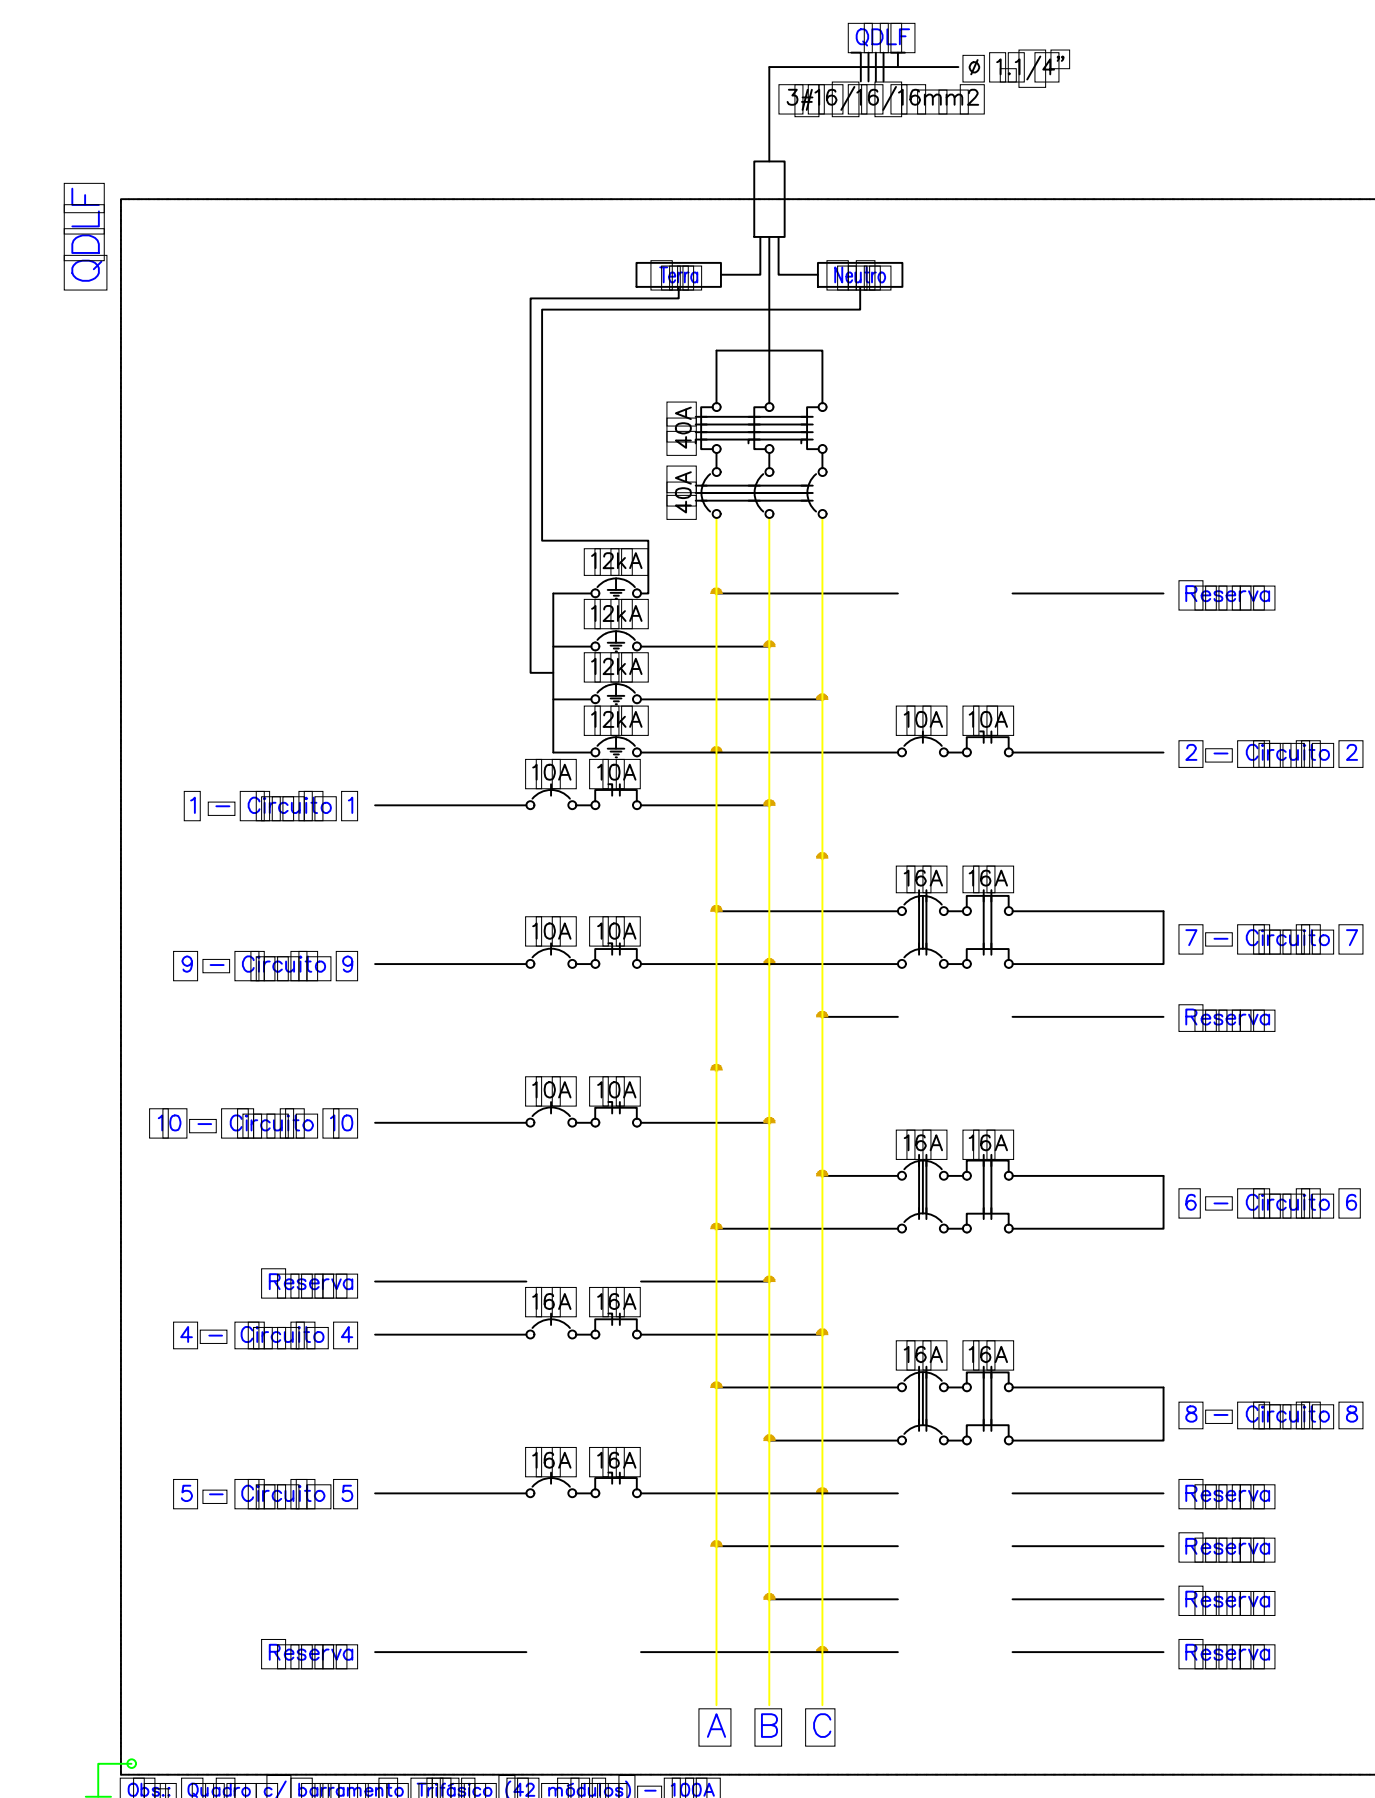 QDLF
ø 1.1/4"
3#16/16/16mm2
QDLF
Terra
Neutro
40A
40A
12kA
Reserva
12kA
12kA
12kA
10A 10A
2 - Circuito 2
10A 10A
1 - Circuito 1
16A 16A
7 - Circuito 7
10A 10A
9 - Circuito 9
Reserva
10A 10A
10 - Circuito 10
16A 16A
6 - Circuito 6
Reserva
16A 16A
4 - Circuito 4
16A 16A
8 - Circuito 8
16A 16A
5 - Circuito 5
Reserva
Reserva
Reserva
Reserva
Reserva
A B C
Obs.: Quadro c/ barramento Trifásico (42 módulos) - 100A